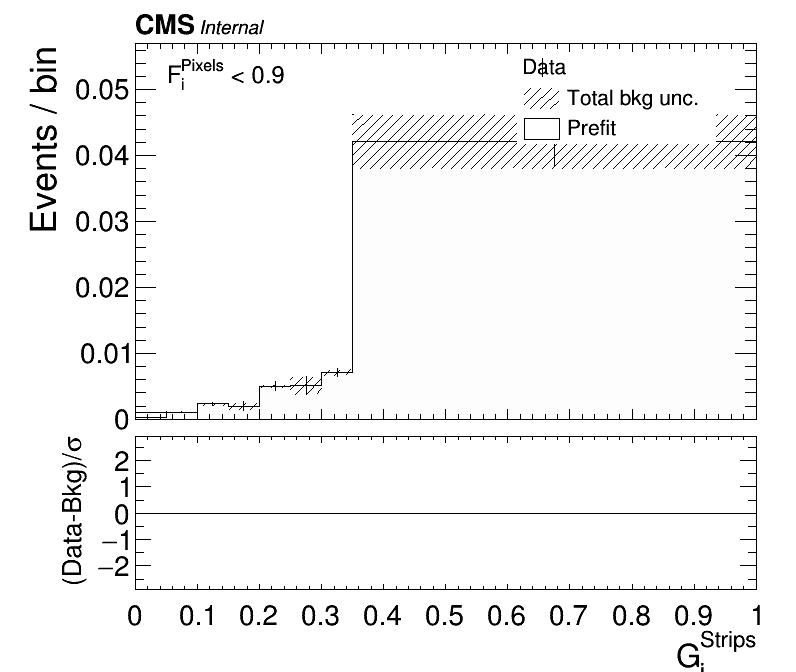 CMS Internal
F_i^Pixels < 0.9
Data
Total bkg unc.
Prefit
Events / bin
0.05
0.04
0.03
0.02
0.01
0
(Data-Bkg)/σ
2
1
0
−1
−2
0 0.1 0.2 0.3 0.4 0.5 0.6 0.7 0.8 0.9 1
G_i^Strips